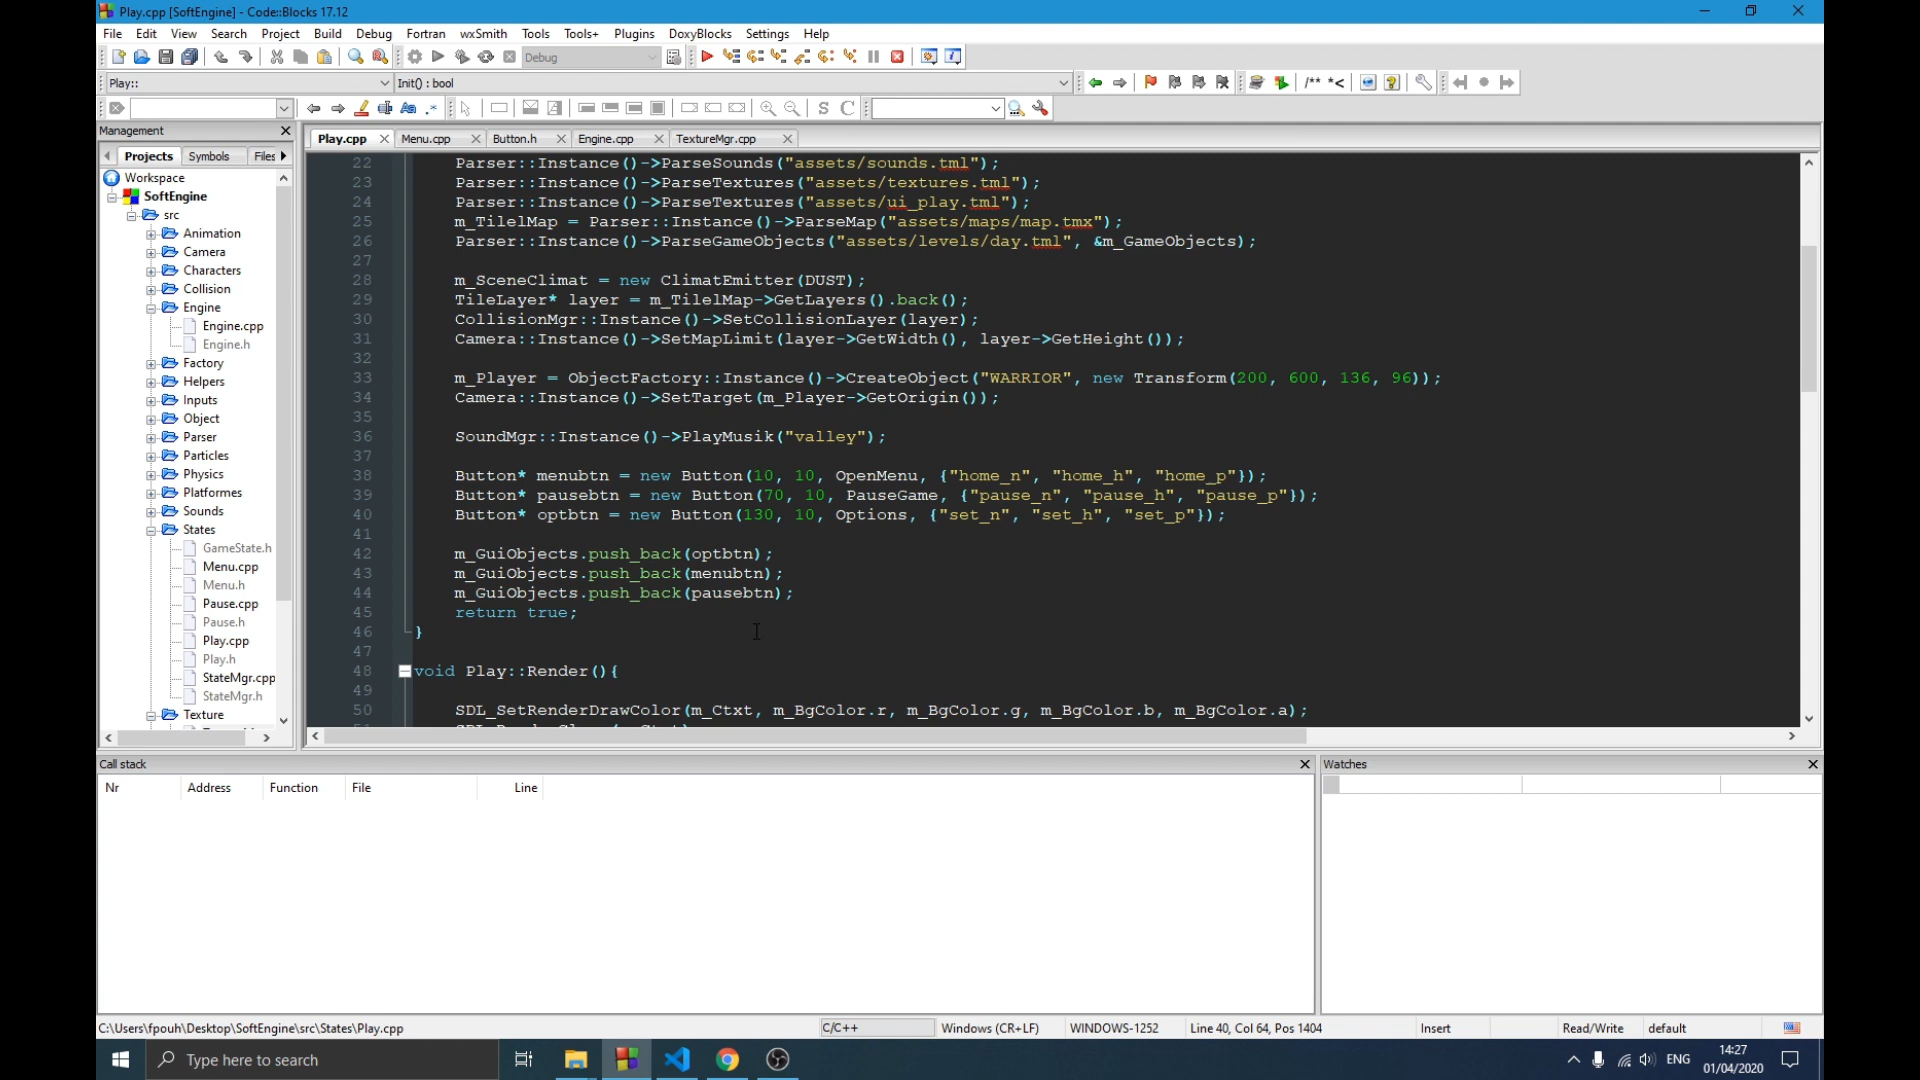 Play.cpp [SoftEngine] - Code::Blocks 17.12
File Edit View Search Project Build Debug Fortran wxSmith Tools Tools+ Plugins DoxyBlocks Settings Help
Debug
Play::
Init() : bool
/** *<
S C
Management
Projects Symbols Files
Workspace
SoftEngine
src
Animation
Camera
Characters
Collision
Engine
Engine.cpp
Engine.h
Factory
Helpers
Inputs
Object
Parser
Particles
Physics
Platformes
Sounds
States
GameState.h
Menu.cpp
Menu.h
Pause.cpp
Pause.h
Play.cpp
Play.h
StateMgr.cpp
StateMgr.h
Texture
Play.cpp Menu.cpp Button.h Engine.cpp TextureMgr.cpp
22 Parser::Instance()->ParseSounds("assets/sounds.tml");
23 Parser::Instance()->ParseTextures("assets/textures.tml");
24 Parser::Instance()->ParseTextures("assets/ui_play.tml");
25 m_TilelMap = Parser::Instance()->ParseMap("assets/maps/map.tmx");
26 Parser::Instance()->ParseGameObjects("assets/levels/day.tml", &m_GameObjects);
27
28 m_SceneClimat = new ClimatEmitter(DUST);
29 TileLayer* layer = m_TilelMap->GetLayers().back();
30 CollisionMgr::Instance()->SetCollisionLayer(layer);
31 Camera::Instance()->SetMapLimit(layer->GetWidth(), layer->GetHeight());
32
33 m_Player = ObjectFactory::Instance()->CreateObject("WARRIOR", new Transform(200, 600, 136, 96));
34 Camera::Instance()->SetTarget(m_Player->GetOrigin());
35
36 SoundMgr::Instance()->PlayMusik("valley");
37
38 Button* menubtn = new Button(10, 10, OpenMenu, {"home_n", "home_h", "home_p"});
39 Button* pausebtn = new Button(70, 10, PauseGame, {"pause_n", "pause_h", "pause_p"});
40 Button* optbtn = new Button(130, 10, Options, {"set_n", "set_h", "set_p"});
41
42 m_GuiObjects.push_back(optbtn);
43 m_GuiObjects.push_back(menubtn);
44 m_GuiObjects.push_back(pausebtn);
45 return true;
46 }
47
48 void Play::Render(){
49
50 SDL_SetRenderDrawColor(m_Ctxt, m_BgColor.r, m_BgColor.g, m_BgColor.b, m_BgColor.a);
Call stack
Nr Address Function File Line
Watches
C:\Users\fpouh\Desktop\SoftEngine\src\States\Play.cpp C/C++ Windows (CR+LF) WINDOWS-1252 Line 40, Col 64, Pos 1404 Insert Read/Write default
Type here to search
ENG
14:27
01/04/2020